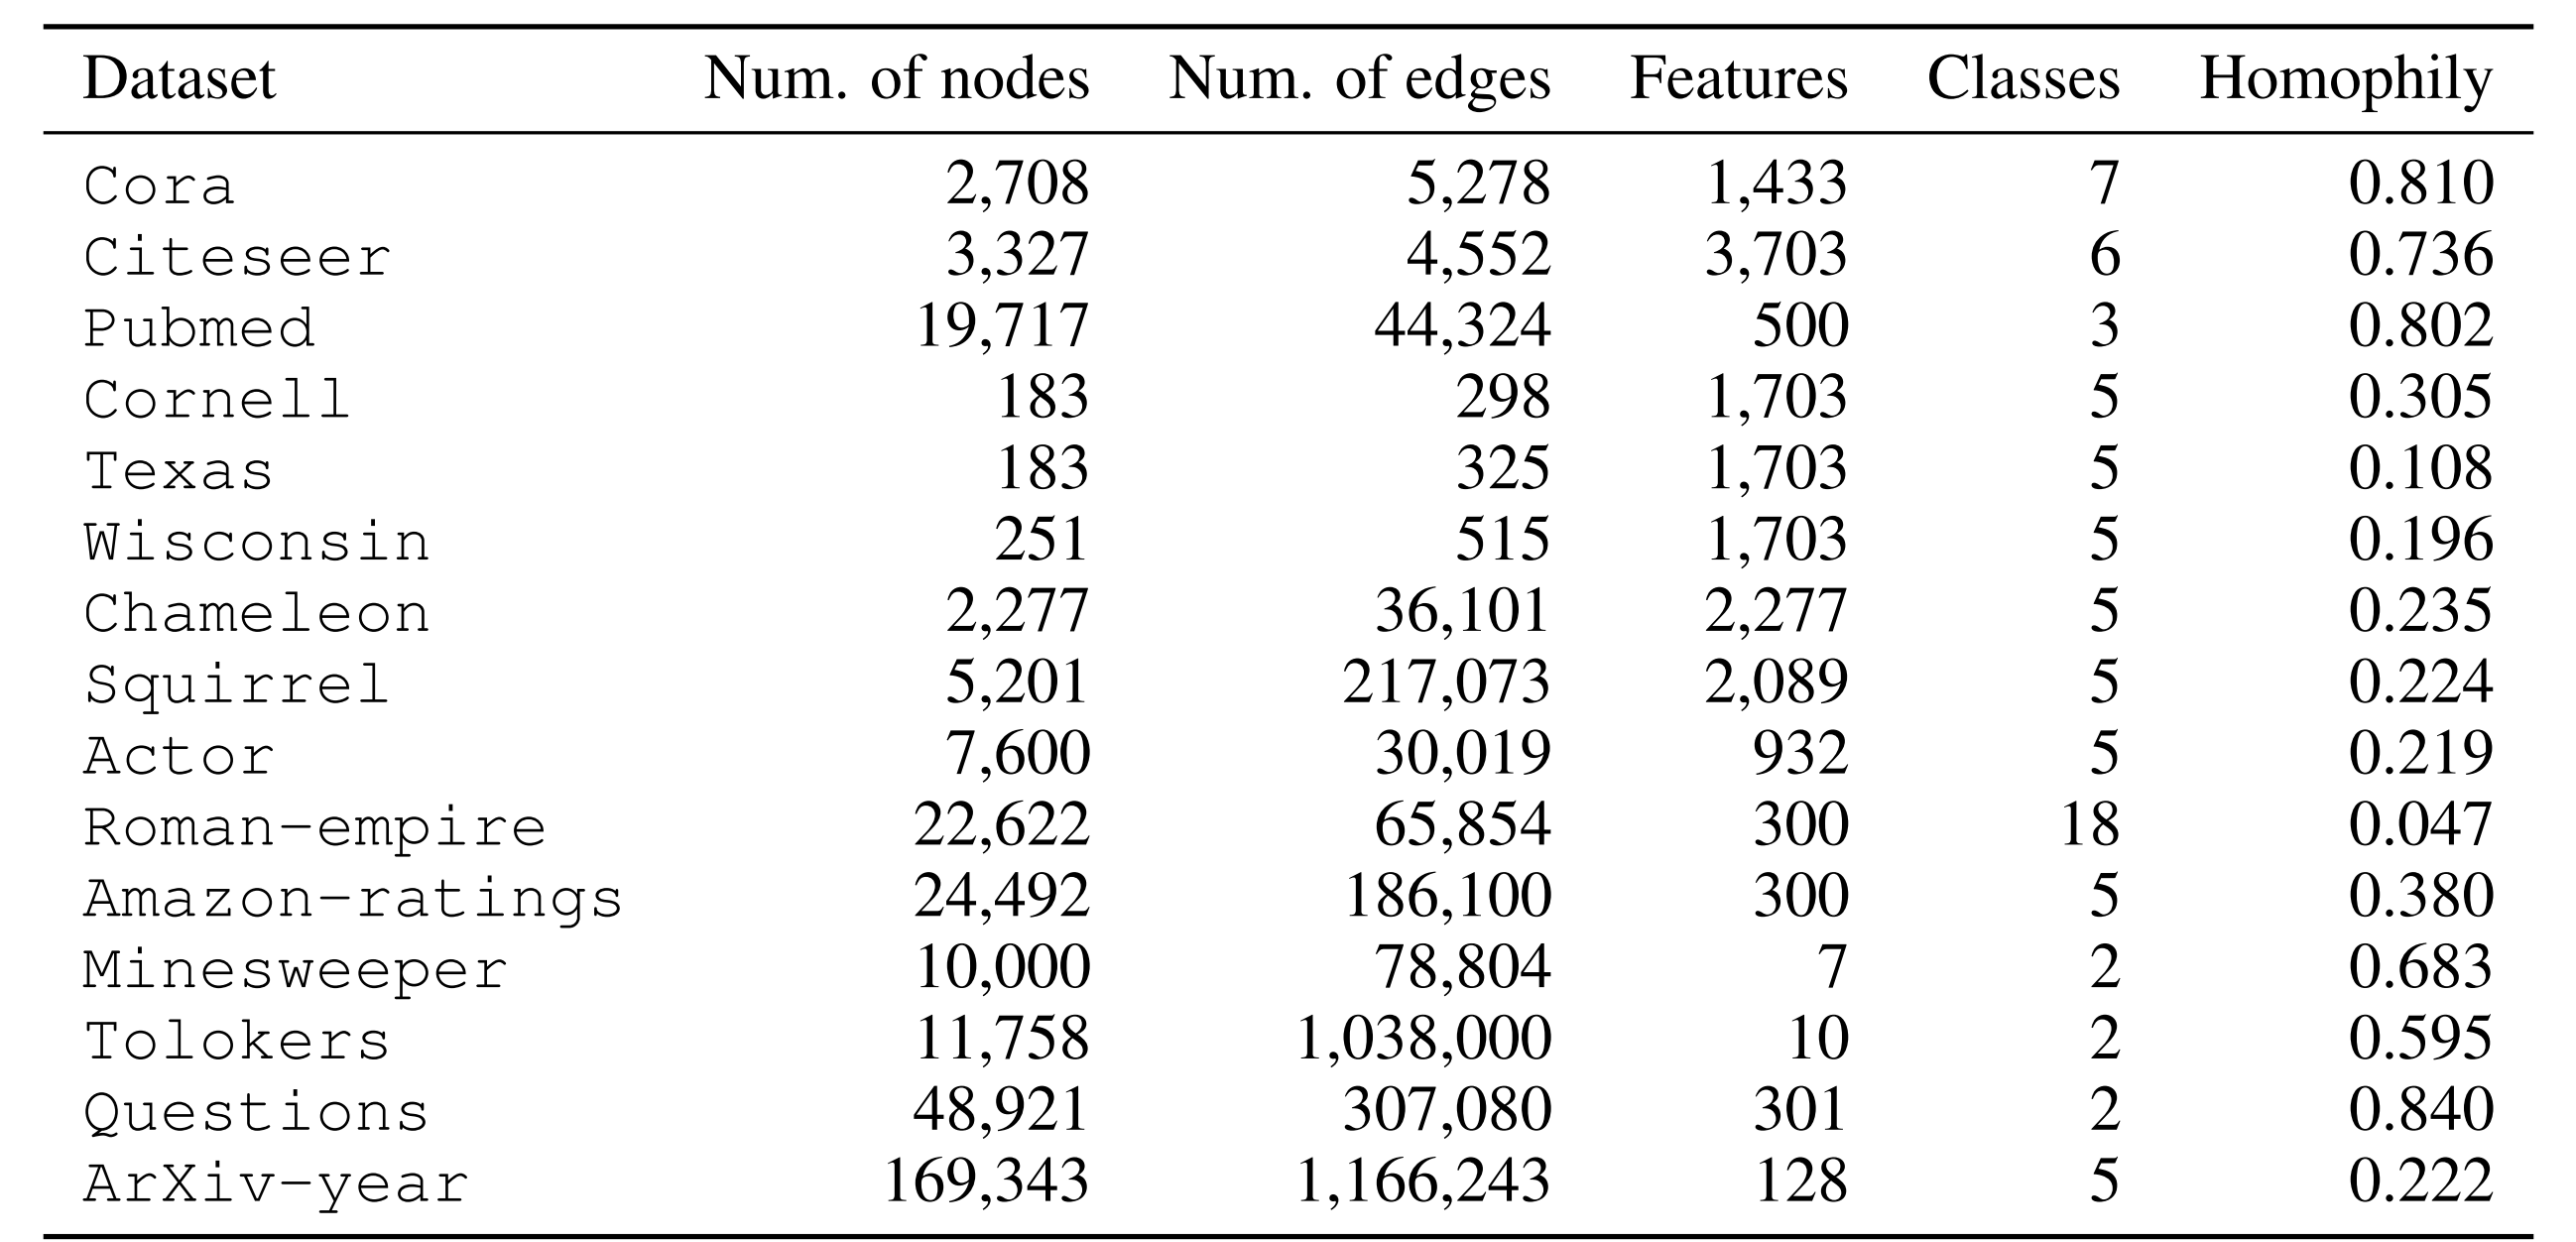 Dataset Num. of nodes Num. of edges Features Classes Homophily
Cora 2,708 5,278 1,433 7 0.810
Citeseer 3,327 4,552 3,703 6 0.736
Pubmed 19,717 44,324 500 3 0.802
Cornell 183 298 1,703 5 0.305
Texas 183 325 1,703 5 0.108
Wisconsin 251 515 1,703 5 0.196
Chameleon 2,277 36,101 2,277 5 0.235
Squirrel 5,201 217,073 2,089 5 0.224
Actor 7,600 30,019 932 5 0.219
Roman-empire 22,622 65,854 300 18 0.047
Amazon-ratings 24,492 186,100 300 5 0.380
Minesweeper 10,000 78,804 7 2 0.683
Tolokers 11,758 1,038,000 10 2 0.595
Questions 48,921 307,080 301 2 0.840
ArXiv-year 169,343 1,166,243 128 5 0.222